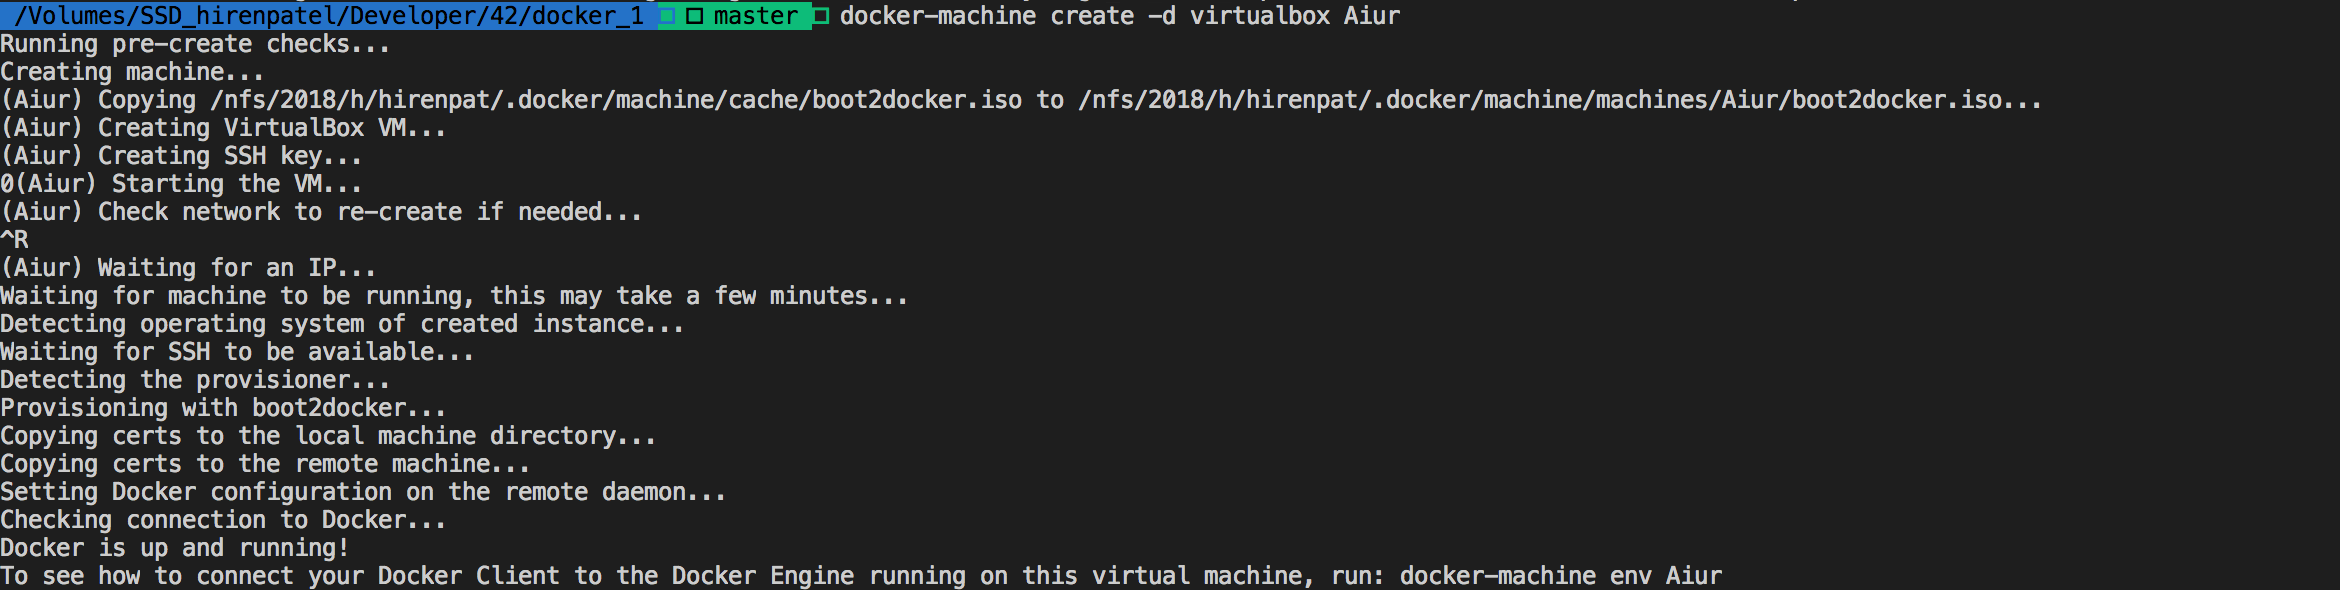 /Volumes/SSD_hirenpatel/Developer/42/docker_1 master docker-machine create -d virtualbox Aiur
Running pre-create checks...
Creating machine...
(Aiur) Copying /nfs/2018/h/hirenpat/.docker/machine/cache/boot2docker.iso to /nfs/2018/h/hirenpat/.docker/machine/machines/Aiur/boot2docker.iso...
(Aiur) Creating VirtualBox VM...
(Aiur) Creating SSH key...
0(Aiur) Starting the VM...
(Aiur) Check network to re-create if needed...
^R
(Aiur) Waiting for an IP...
Waiting for machine to be running, this may take a few minutes...
Detecting operating system of created instance...
Waiting for SSH to be available...
Detecting the provisioner...
Provisioning with boot2docker...
Copying certs to the local machine directory...
Copying certs to the remote machine...
Setting Docker configuration on the remote daemon...
Checking connection to Docker...
Docker is up and running!
To see how to connect your Docker Client to the Docker Engine running on this virtual machine, run: docker-machine env Aiur